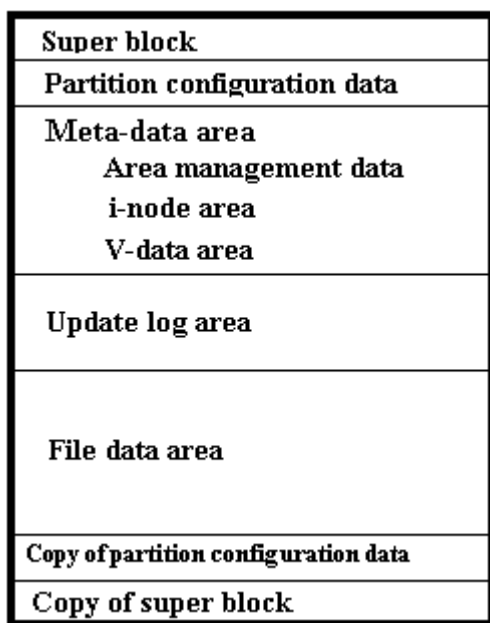 Super block
Partition configuration data
Meta-data area
Area management data
i-node area
V-data area
Update log area
File data area
Copy of partition configuration data
Copy of super block